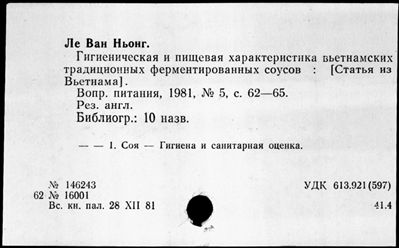 Ле Ван Ньонг.
Гигиеническая и пищевая характеристика вьетнамских
традиционных ферментированных соусов : [Статья из
Вьетнама].
Вопр. питания, 1981, № 5, с. 62—65.
Рез. англ.
Библиогр.: 10 назв.
— — 1. Соя — Гигиена и санитарная оценка.
№ 146243 УДК 613.921(597)
62 № 16001
Вс. кн. пал. 28 XII 81 41.4